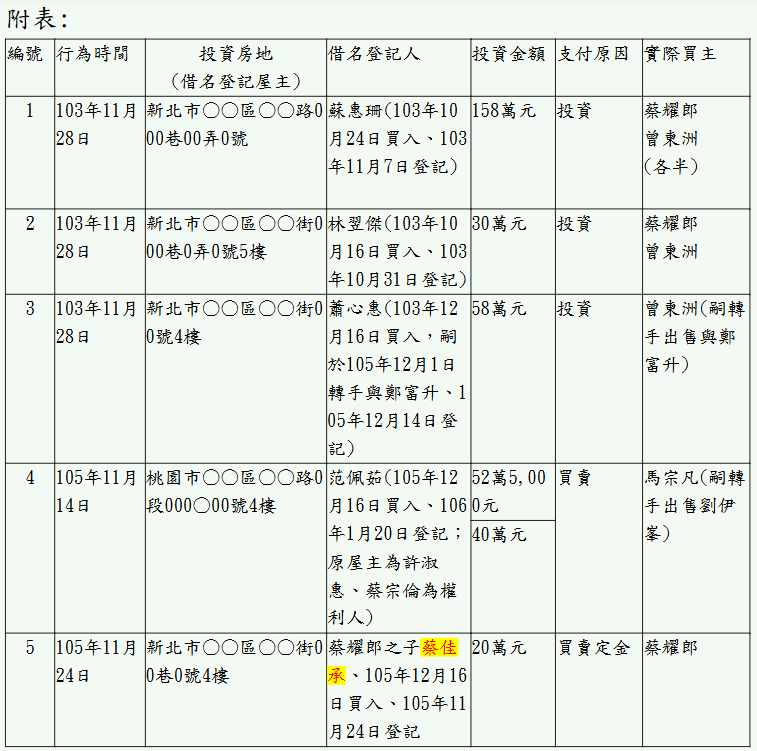 附表:
編號 行為時間 投資房地 借名登記人 投資金額 支付原因 實際買主
(借名登記屋主)
1 103年11月 新北市○○區○○路0 蘇惠珊(103年10 158萬元 投資 蔡耀郎
28日 00巷00弄0號 月24日買入、103 曾東洲
年11月7日登記) (各半)
2 103年11月 新北市○○區○○街0 林翌傑(103年10 30萬元 投資 蔡耀郎
28日 00巷0弄0號5樓 月16日買入、103 曾東洲
年10月31日登記)
3 103年11月 新北市○○區○○街0 蕭心惠(103年12 58萬元 投資 曾東洲(嗣轉
28日 0號4樓 月16日買入，嗣 手出售與鄭
於105年12月1日 富升)
轉手與鄭富升、1
05年12月14日登
記)
4 105年11月 桃園市○○區○○路0 范佩茹(105年12 52萬5,00 買賣 馬宗凡(嗣轉
14日 段000○00號4樓 月16日買入、106 0元 手出售劉伊
年1月20日登記； 40萬元 峯)
原屋主為許淑
惠、蔡宗倫為權
利人)
5 105年11月 新北市○○區○○街0 蔡耀郎之子蔡佳 20萬元 買賣定金 蔡耀郎
24日 0巷0號4樓 承、105年12月16
日買入、105年11
月24日登記